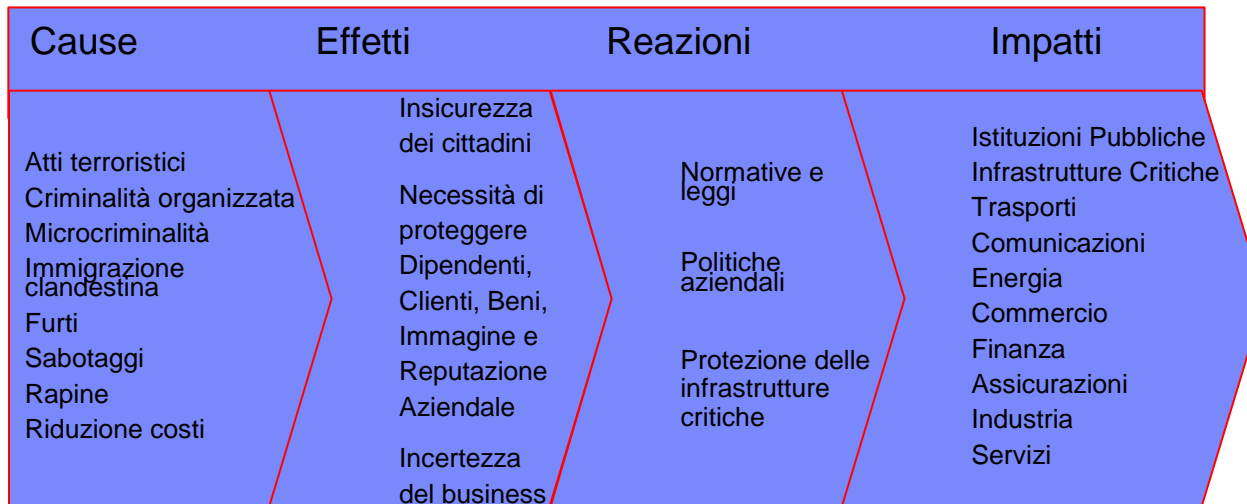 Cause
Effetti
Reazioni
Impatti
Atti terroristici
Criminalità organizzata
Microcriminalità
Immigrazione
clandestina
Furti
Sabotaggi
Rapine
Riduzione costi
Insicurezza
dei cittadini
Necessità di
proteggere
Dipendenti,
Clienti, Beni,
Immagine e
Reputazione
Aziendale
Incertezza
del business
Normative e
leggi
Politiche
aziendali
Protezione delle
infrastrutture
critiche
Istituzioni Pubbliche
Infrastrutture Critiche
Trasporti
Comunicazioni
Energia
Commercio
Finanza
Assicurazioni
Industria
Servizi